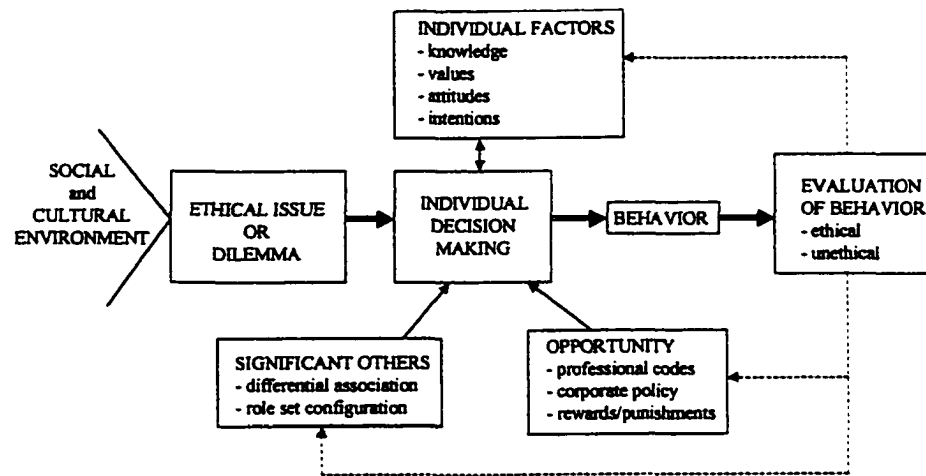 INDIVIDUAL FACTORS
- knowledge
- values
- attitudes
- intentions
SOCIAL
and
CULTURAL
ENVIRONMENT
ETHICAL ISSUE
OR
DILEMMA
INDIVIDUAL
DECISION
MAKING
BEHAVIOR
EVALUATION
OF BEHAVIOR
- ethical
- unethical
SIGNIFICANT OTHERS
- differential association
- role set configuration
OPPORTUNITY
- professional codes
- corporate policy
- rewards/punishments